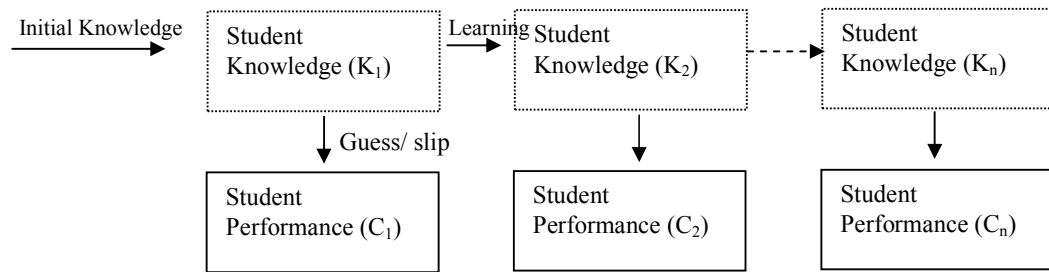 Initial Knowledge
Student
Knowledge (K₁)
Learning
Student
Knowledge (K₂)
Student
Knowledge (Kₙ)
Guess/ slip
Student
Performance (C₁)
Student
Performance (C₂)
Student
Performance (Cₙ)